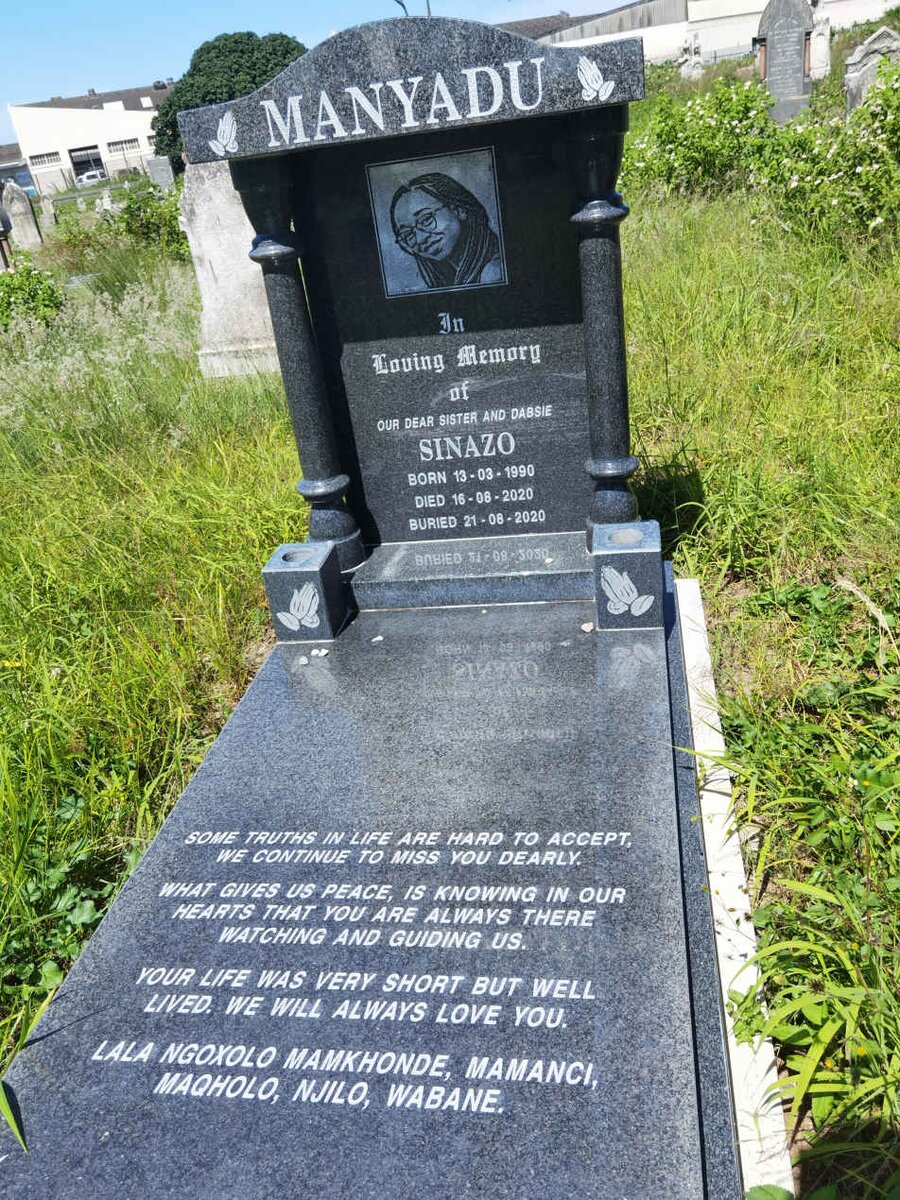 MANYADU
In
Loving Memory
of
OUR DEAR SISTER AND DABSIE
SINAZO
BORN 13-03-1990
DIED 16-08-2020
BURIED 21-08-2020
SOME TRUTHS IN LIFE ARE HARD TO ACCEPT,
WE CONTINUE TO MISS YOU DEARLY.
WHAT GIVES US PEACE, IS KNOWING IN OUR
HEARTS THAT YOU ARE ALWAYS THERE
WATCHING AND GUIDING US.
YOUR LIFE WAS VERY SHORT BUT WELL
LIVED. WE WILL ALWAYS LOVE YOU.
LALA NGOXOLO MAMKHONDE, MAMANCI,
MAQHOLO, NJILO, WABANE.